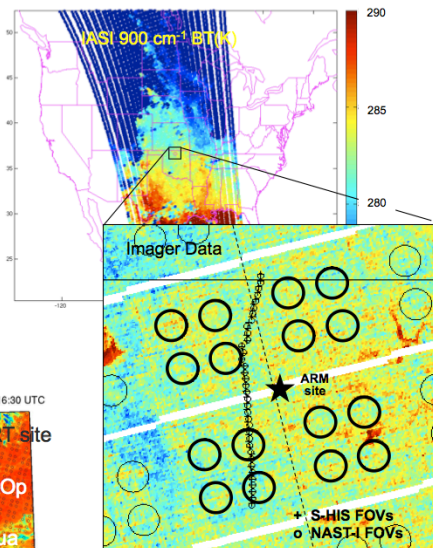 290
IASI 900 cm⁻¹ BT(K)
50
45
285
40
35
280
30
25
Imager Data
-120
ARM
site
6:30 UTC
T site
Op
ua
+ S-HIS FOVs
o NAST-I FOVs